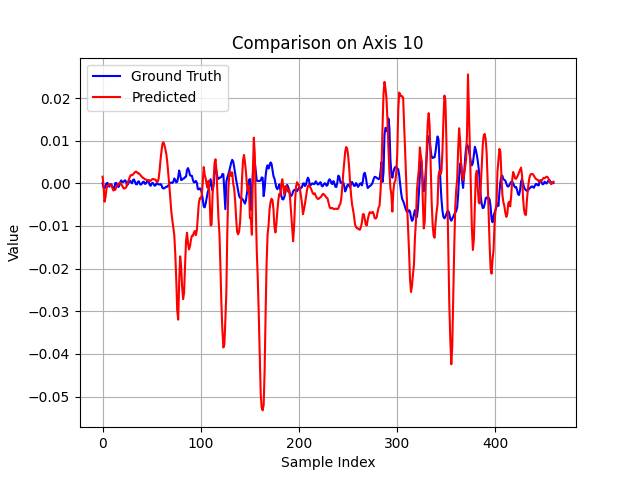 Comparison on Axis 10
Ground Truth
Predicted
0.02
0.01
0.00
−0.01
−0.02
−0.03
−0.04
−0.05
Value
0 100 200 300 400
Sample Index